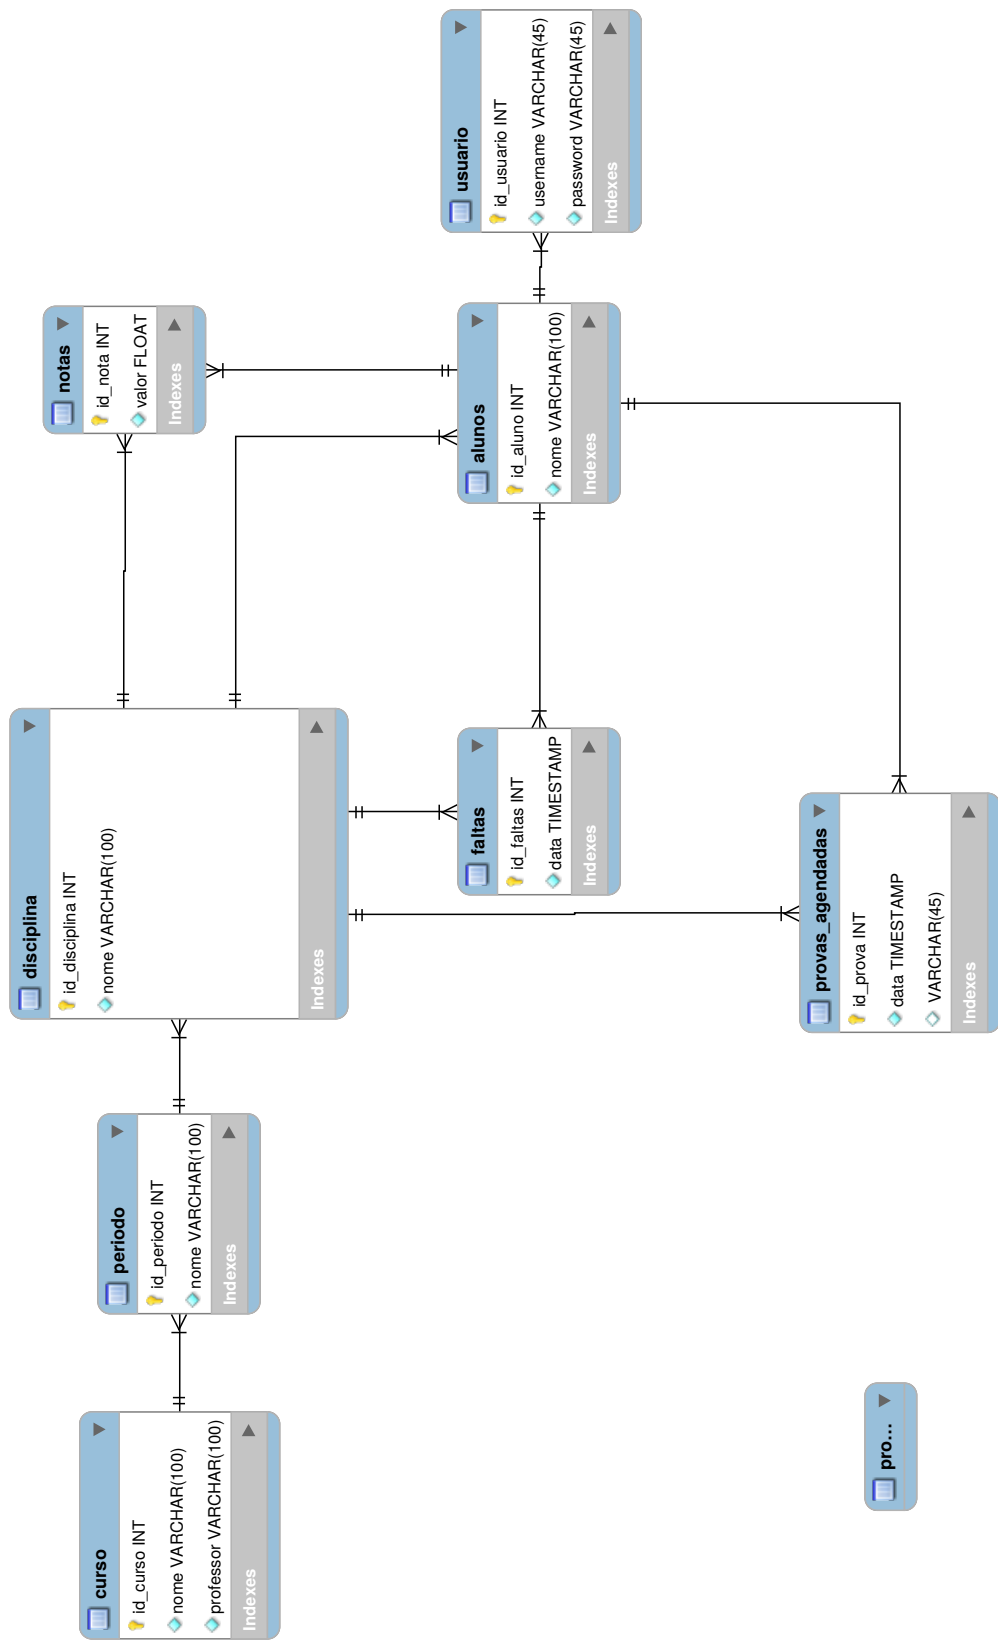 curso
id_curso INT
nome VARCHAR(100)
professor VARCHAR(100)
Indexes
periodo
id_periodo INT
nome VARCHAR(100)
Indexes
disciplina
id_disciplina INT
nome VARCHAR(100)
Indexes
notas
id_nota INT
valor FLOAT
Indexes
alunos
id_aluno INT
nome VARCHAR(100)
Indexes
usuario
id_usuario INT
username VARCHAR(45)
password VARCHAR(45)
Indexes
faltas
id_faltas INT
data TIMESTAMP
Indexes
provas_agendadas
id_prova INT
data TIMESTAMP
VARCHAR(45)
Indexes
pro...